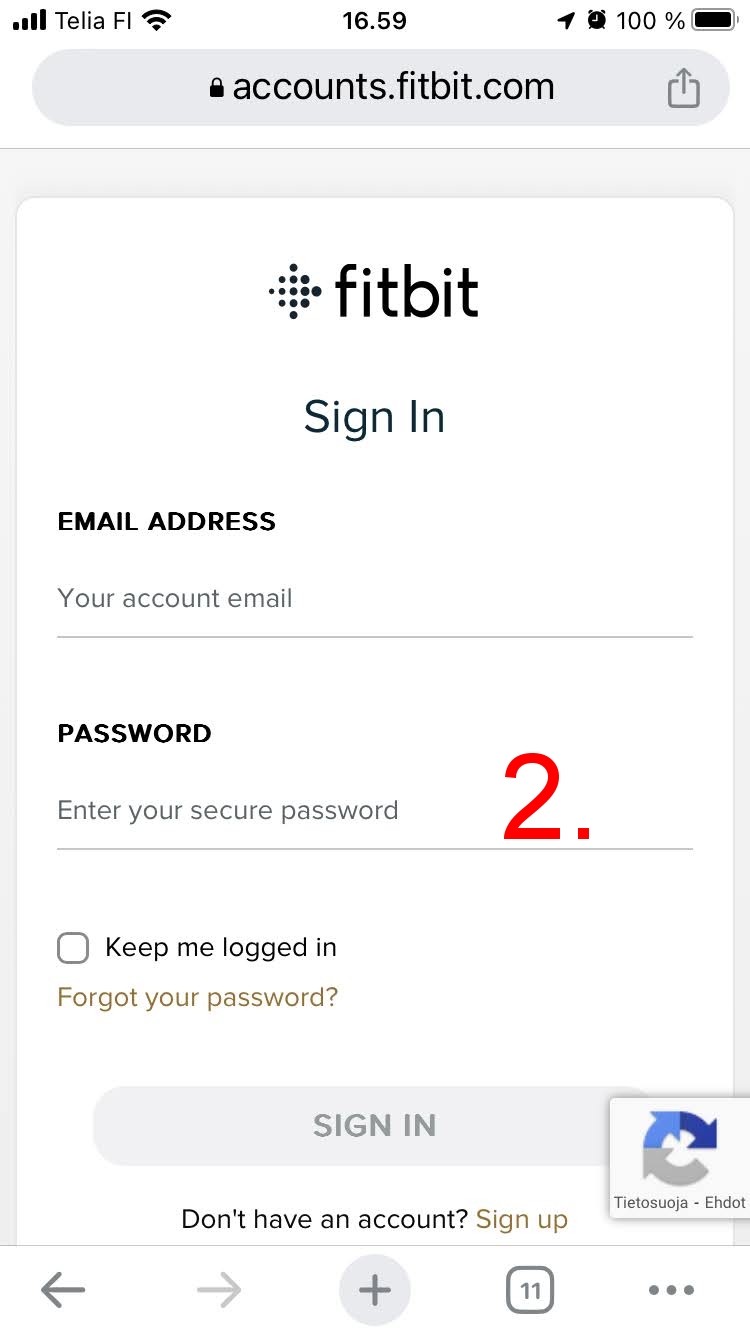 Telia FI 16.59 100 %
accounts.fitbit.com
fitbit
Sign In
EMAIL ADDRESS
Your account email
PASSWORD
Enter your secure password
2.
Keep me logged in
Forgot your password?
SIGN IN
Tietosuoja - Ehdot
Don't have an account? Sign up
11